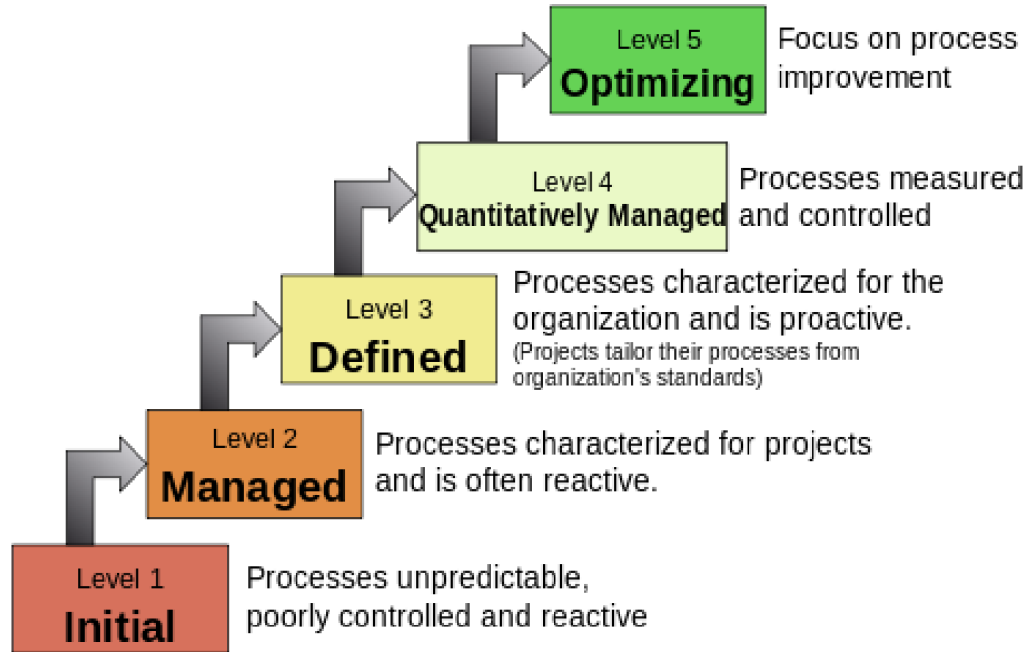 Level 5
Optimizing
Focus on process
improvement
Level 4
Quantitatively Managed
Processes measured
and controlled
Level 3
Defined
Processes characterized for the
organization and is proactive.
(Projects tailor their processes from
organization's standards)
Level 2
Managed
Processes characterized for projects
and is often reactive.
Level 1
Initial
Processes unpredictable,
poorly controlled and reactive